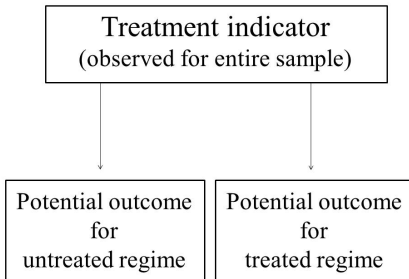 Treatment indicator
(observed for entire sample)
Potential outcome
for
untreated regime
Potential outcome
for
treated regime